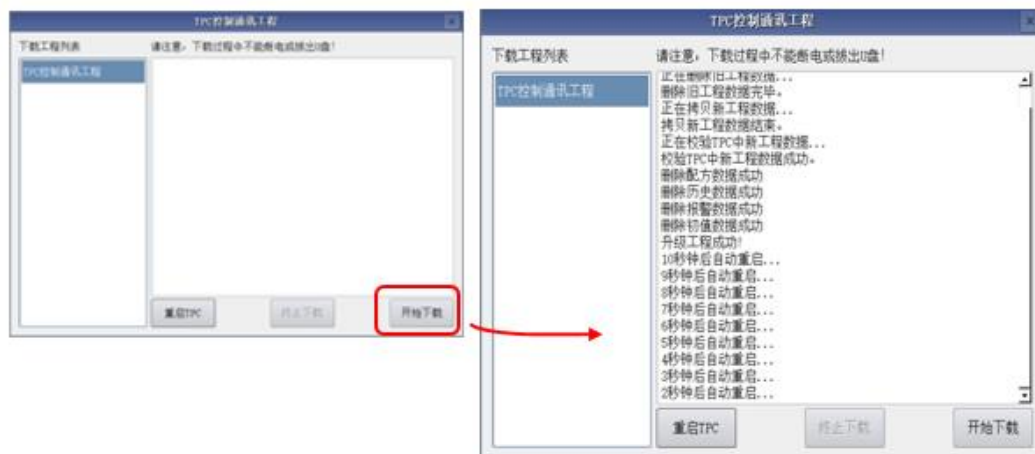 TPC控制通讯工程
下载工程列表
请注意，下载过程中不能断电或拔出U盘!
TPC控制通讯工程
重启TPC
终止下载
开始下载
TPC控制通讯工程
下载工程列表
请注意，下载过程中不能断电或拔出U盘!
TPC控制通讯工程
正在删除旧工程数据...
删除旧工程数据完毕。
正在拷贝新工程数据...
拷贝新工程数据结束。
正在校验TPC中新工程数据...
校验TPC中新工程数据成功。
删除配方数据成功
删除历史数据成功
删除报警数据成功
删除初值数据成功
升级工程成功!
10秒钟后自动重启...
9秒钟后自动重启...
8秒钟后自动重启...
7秒钟后自动重启...
6秒钟后自动重启...
5秒钟后自动重启...
4秒钟后自动重启...
3秒钟后自动重启...
2秒钟后自动重启...
重启TPC
终止下载
开始下载